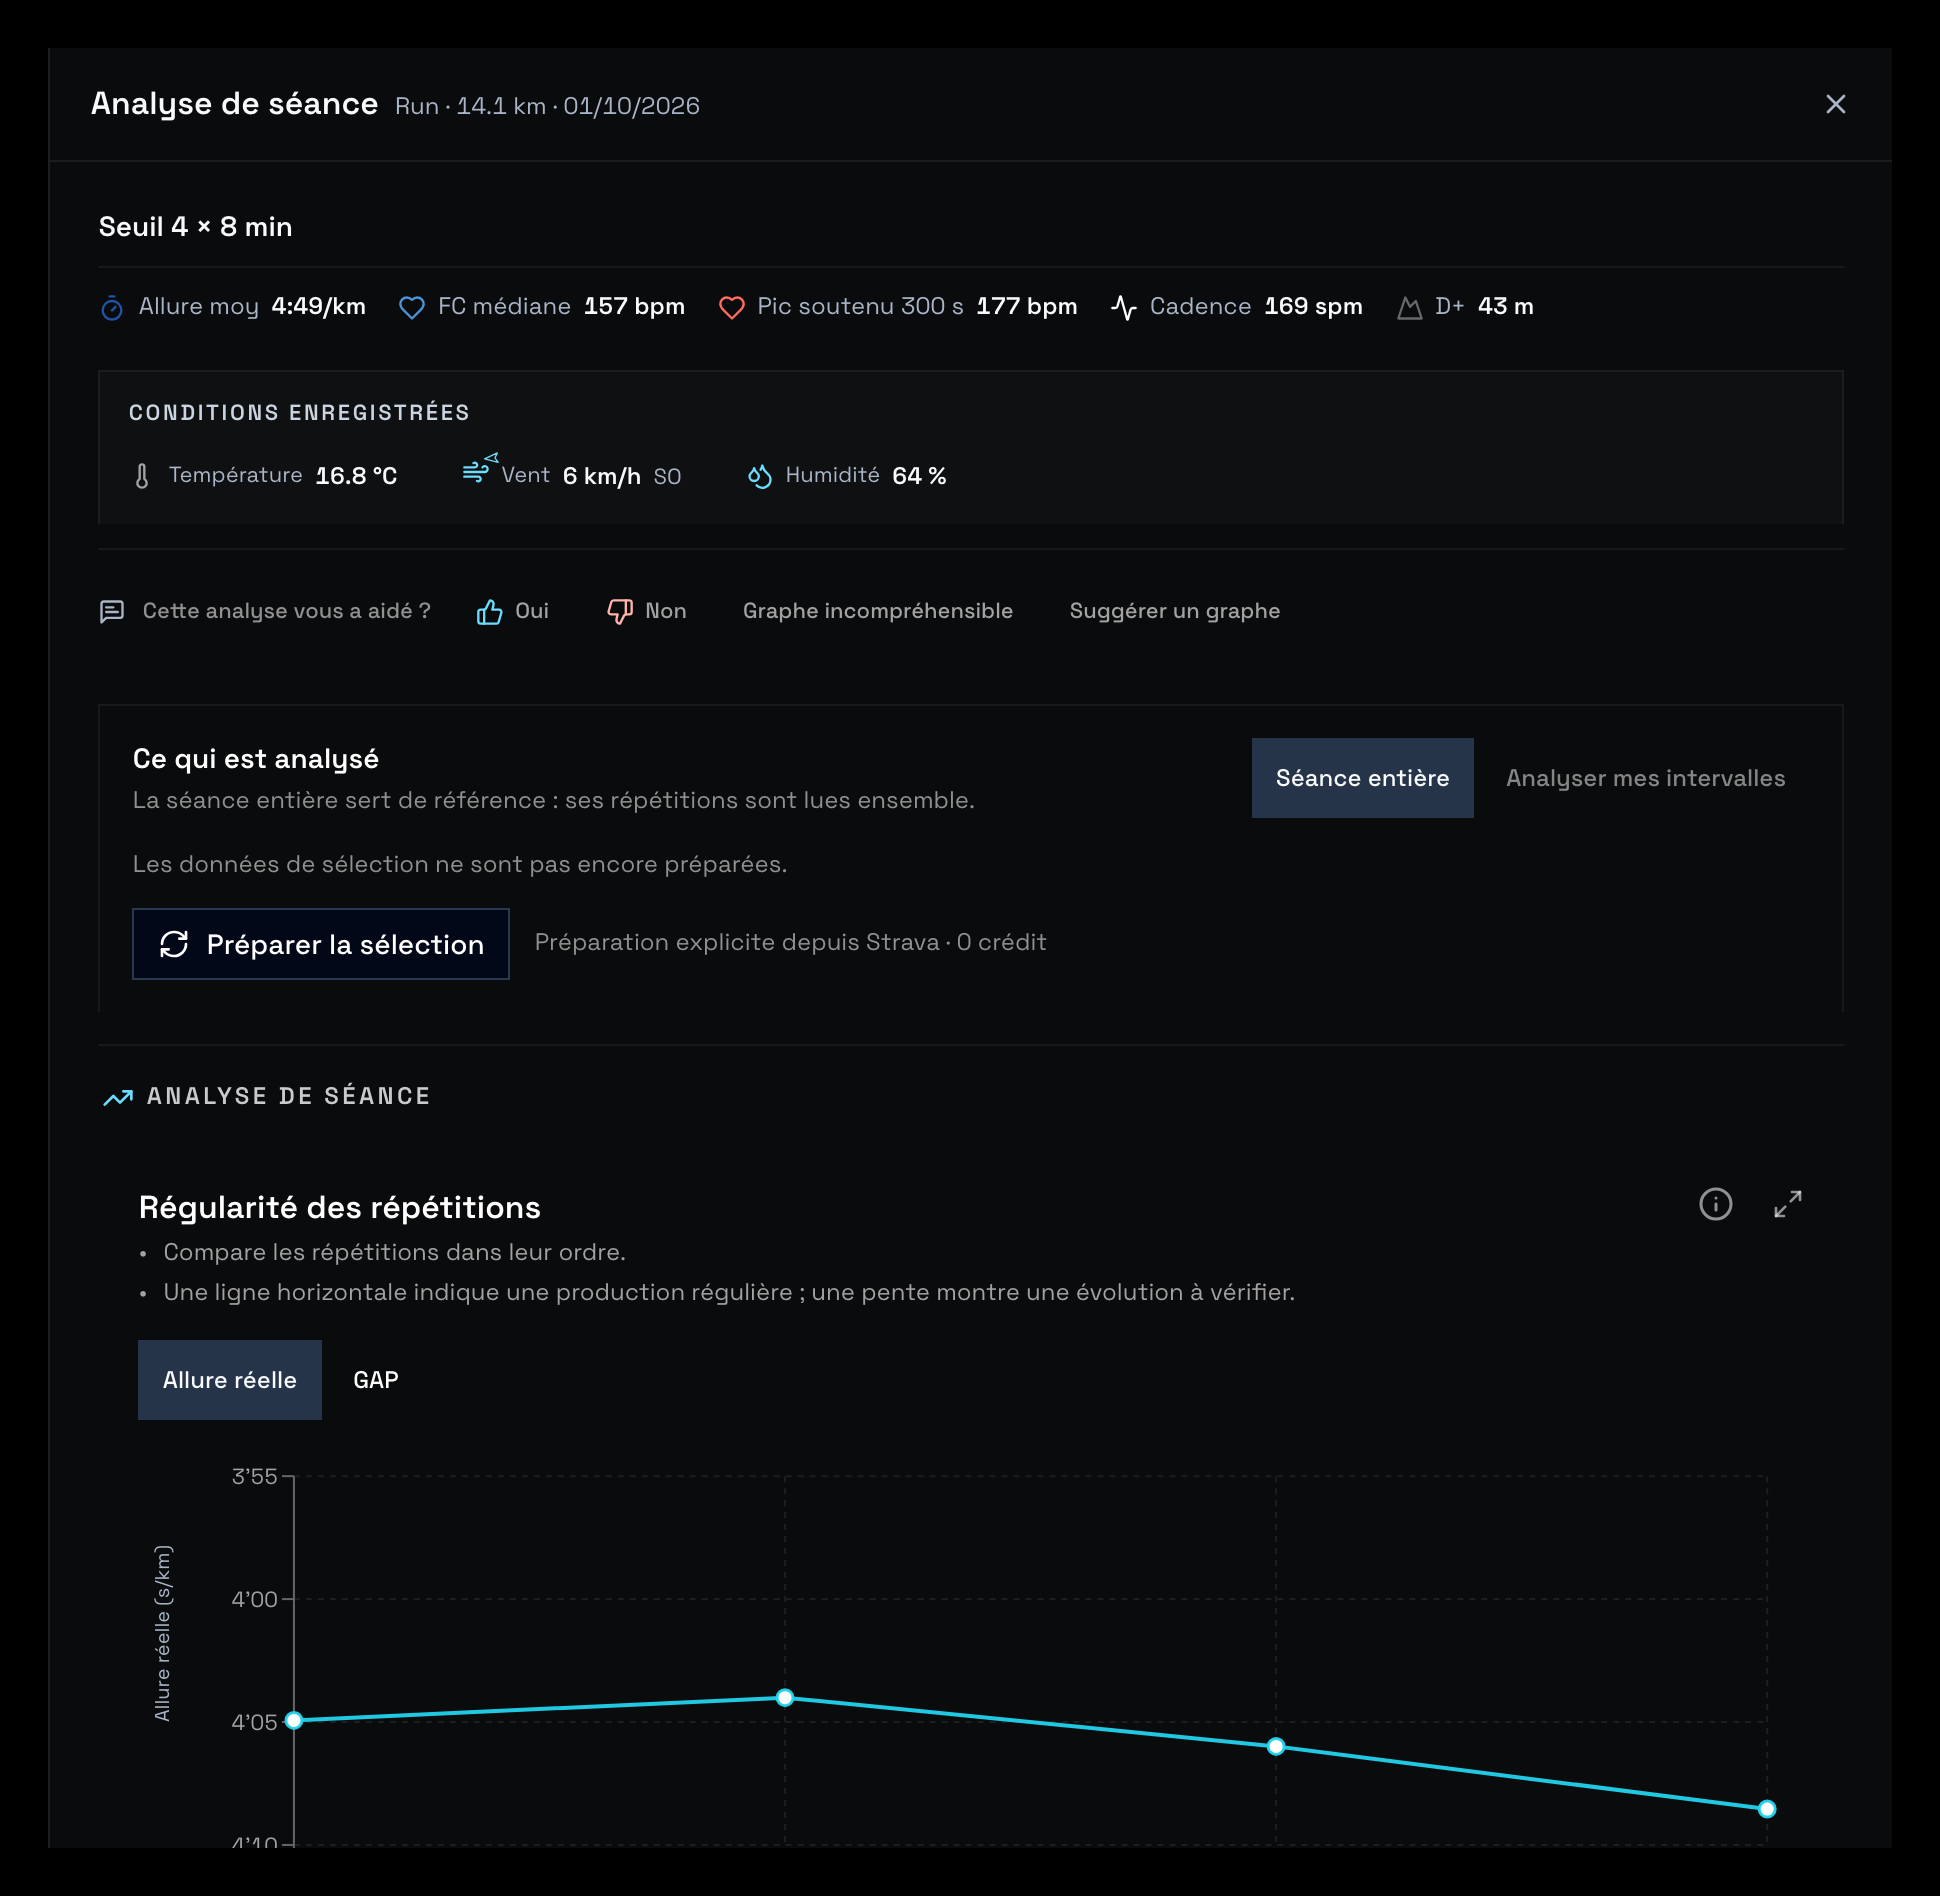 Analyse de séance Run · 14.1 km · 01/10/2026
Seuil 4 × 8 min
Allure moy 4:49/km FC médiane 157 bpm Pic soutenu 300 s 177 bpm Cadence 169 spm D+ 43 m
CONDITIONS ENREGISTRÉES
Température 16.8 °C Vent 6 km/h SO Humidité 64 %
Cette analyse vous a aidé ? Oui Non Graphe incompréhensible Suggérer un graphe
Ce qui est analysé
La séance entière sert de référence : ses répétitions sont lues ensemble.
Séance entière Analyser mes intervalles
Les données de sélection ne sont pas encore préparées.
Préparer la sélection Préparation explicite depuis Strava · 0 crédit
ANALYSE DE SÉANCE
Régularité des répétitions
• Compare les répétitions dans leur ordre.
• Une ligne horizontale indique une production régulière ; une pente montre une évolution à vérifier.
Allure réelle GAP
Allure réelle (s/km)
3'55
4'00
4'05
4'10